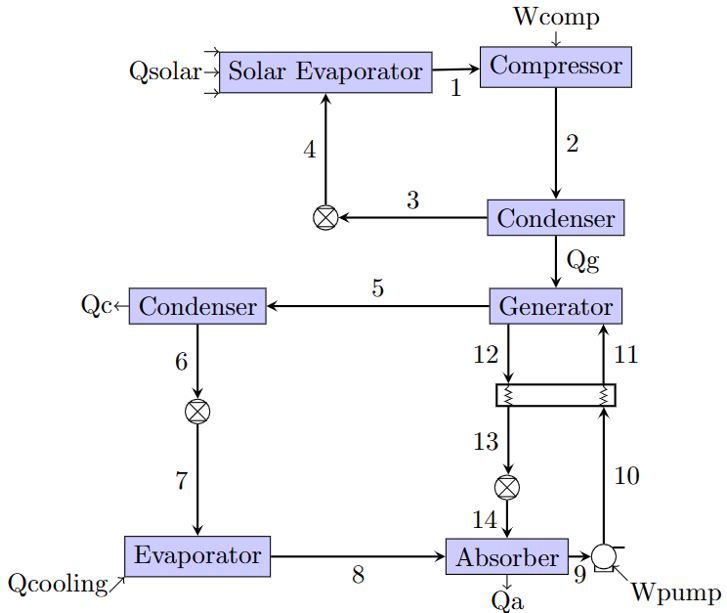 Wcomp
Qsolar
Solar Evaporator
1
Compressor
4
2
3
Condenser
Qg
Qc
Condenser
5
Generator
6
12
11
7
13
10
14
Evaporator
8
Absorber
9
Qcooling
Qa
Wpump